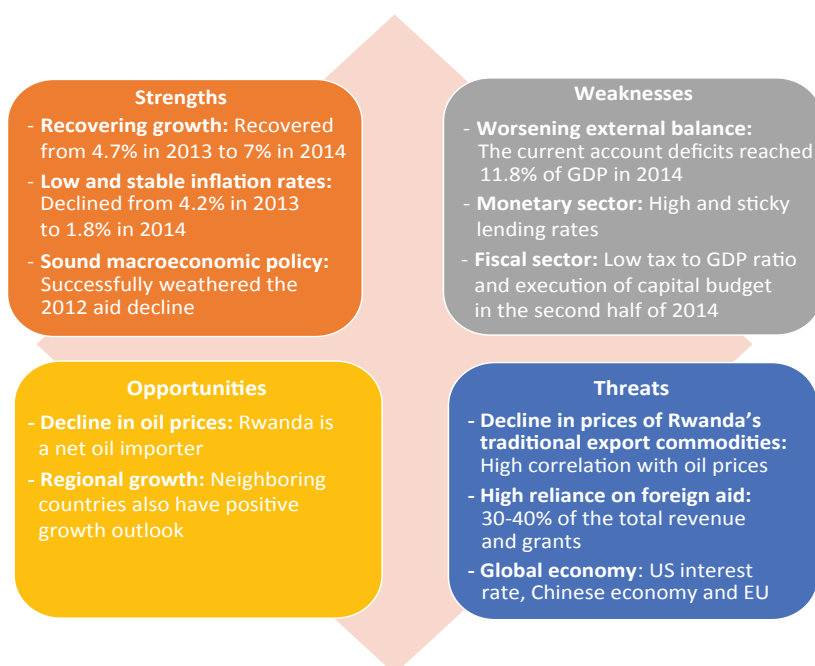 Strengths
- Recovering growth: Recovered
from 4.7% in 2013 to 7% in 2014
- Low and stable inflation rates:
Declined from 4.2% in 2013
to 1.8% in 2014
- Sound macroeconomic policy:
Successfully weathered the
2012 aid decline
Weaknesses
- Worsening external balance:
The current account deficits reached
11.8% of GDP in 2014
- Monetary sector: High and sticky
lending rates
- Fiscal sector: Low tax to GDP ratio
and execution of capital budget
in the second half of 2014
Opportunities
- Decline in oil prices: Rwanda is
a net oil importer
- Regional growth: Neighboring
countries also have positive
growth outlook
Threats
- Decline in prices of Rwanda’s
traditional export commodities:
High correlation with oil prices
- High reliance on foreign aid:
30-40% of the total revenue
and grants
- Global economy: US interest
rate, Chinese economy and EU